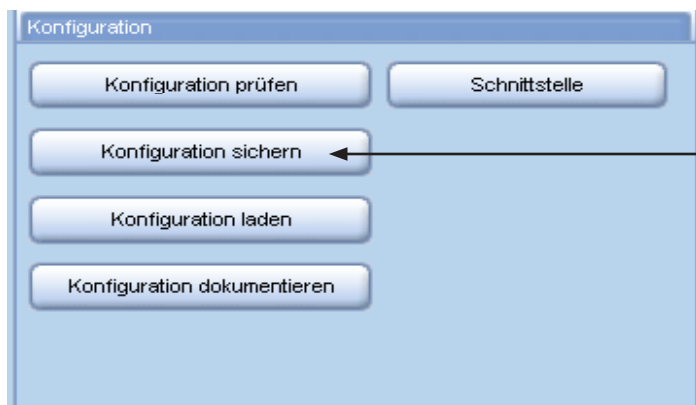 Konfiguration
Konfiguration prüfen
Schnittstelle
Konfiguration sichern
Konfiguration laden
Konfiguration dokumentieren